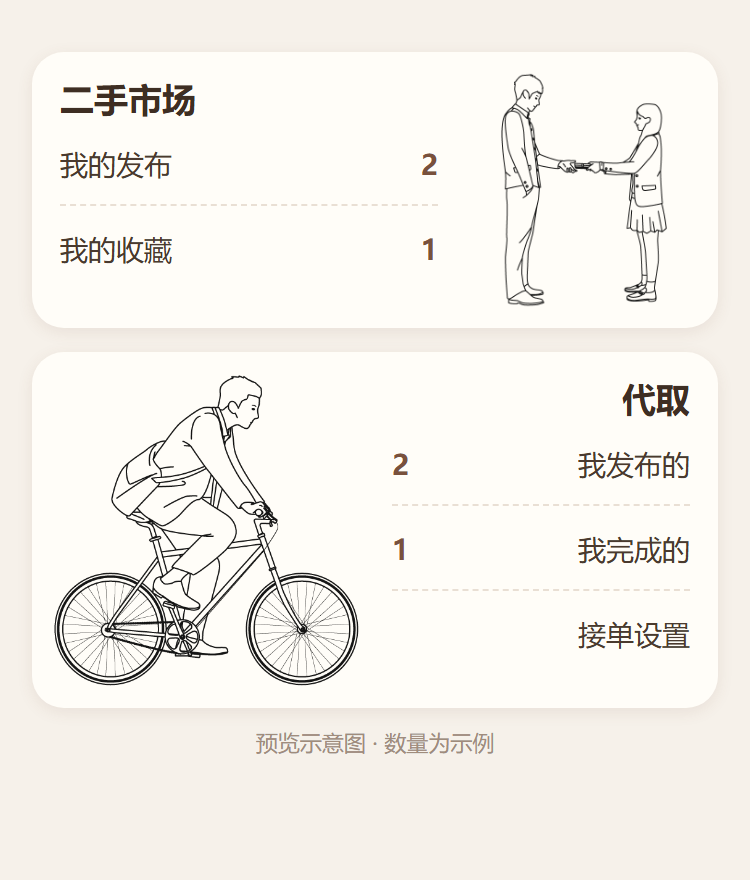 二手市场
我的发布 2
我的收藏 1
代取
2 我发布的
1 我完成的
接单设置
预览示意图 · 数量为示例